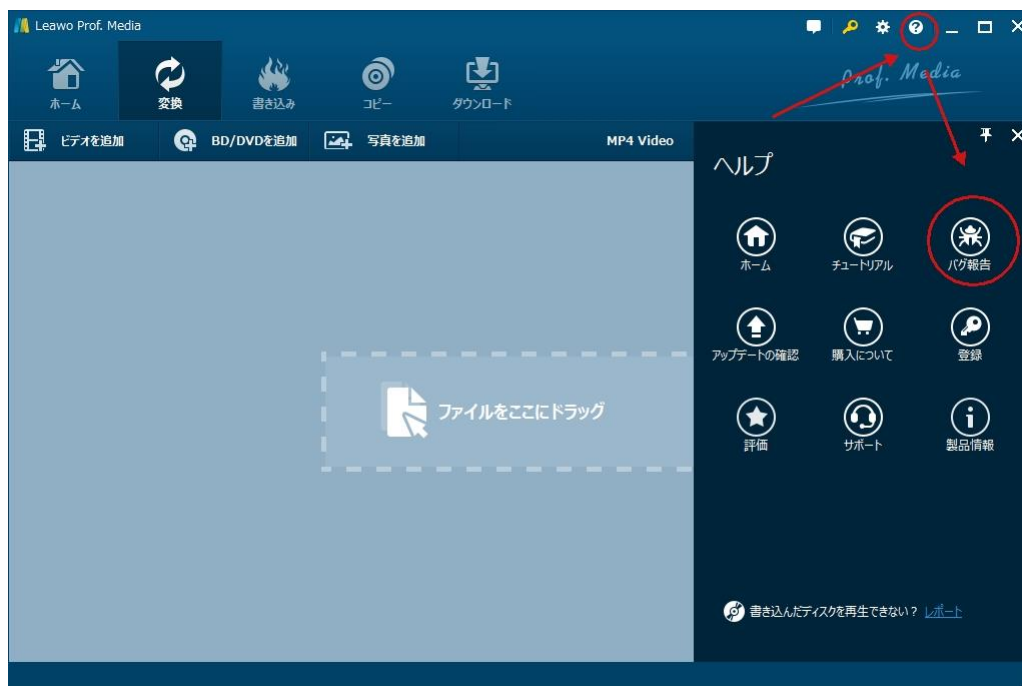 Leawo Prof. Media
ホーム
変換
書き込み
コピー
ダウンロード
Prof. Media
ビデオを追加
BD/DVDを追加
写真を追加
MP4 Video
ヘルプ
ホーム
チュートリアル
バグ報告
アップデートの確認
購入について
登録
評価
サポート
製品情報
ファイルをここにドラッグ
書き込んだディスクを再生できない？ レポート